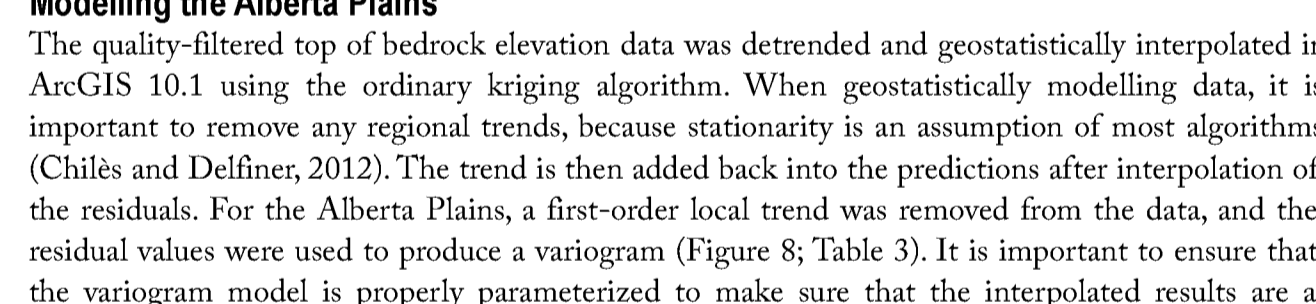 Modelling the Alberta Plains
The quality-filtered top of bedrock elevation data was detrended and geostatistically interpolated in
ArcGIS 10.1 using the ordinary kriging algorithm. When geostatistically modelling data, it is
important to remove any regional trends, because stationarity is an assumption of most algorithms
(Chilès and Delfiner, 2012). The trend is then added back into the predictions after interpolation of
the residuals. For the Alberta Plains, a first-order local trend was removed from the data, and the
residual values were used to produce a variogram (Figure 8; Table 3). It is important to ensure that
the variogram model is properly parameterized to make sure that the interpolated results are